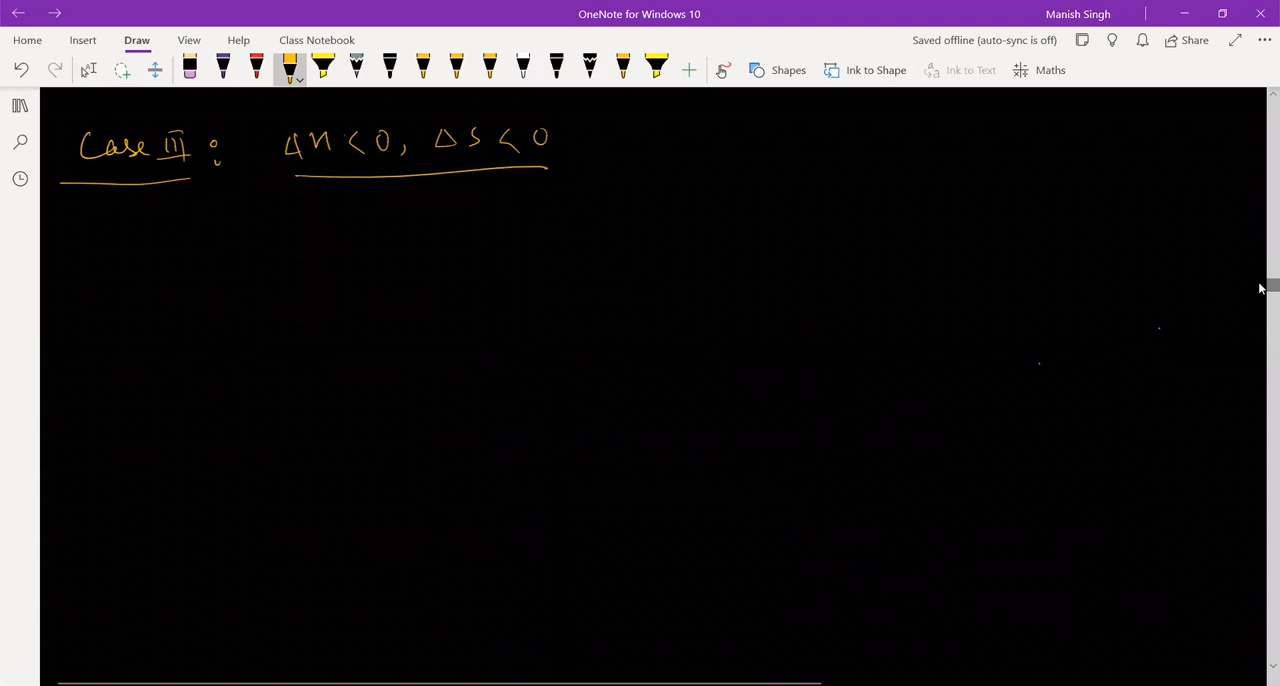 OneNote for Windows 10
Manish Singh
Home Insert Draw View Help Class Notebook
Saved offline (auto-sync is off) Share
Shapes Ink to Shape Ink to Text Maths
Case III : ΔH < 0, ΔS < 0